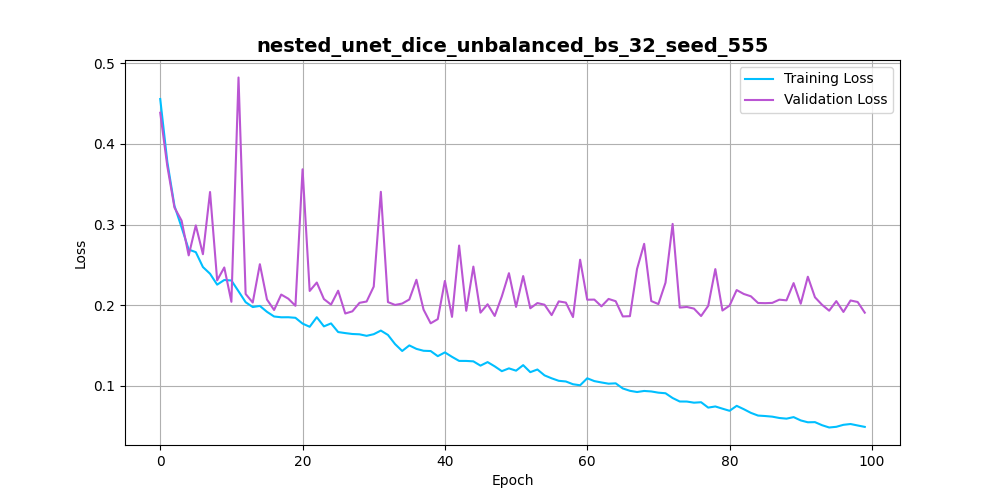 nested_unet_dice_unbalanced_bs_32_seed_555
Training Loss
Validation Loss
Loss
0.5
0.4
0.3
0.2
0.1
0 20 40 60 80 100
Epoch